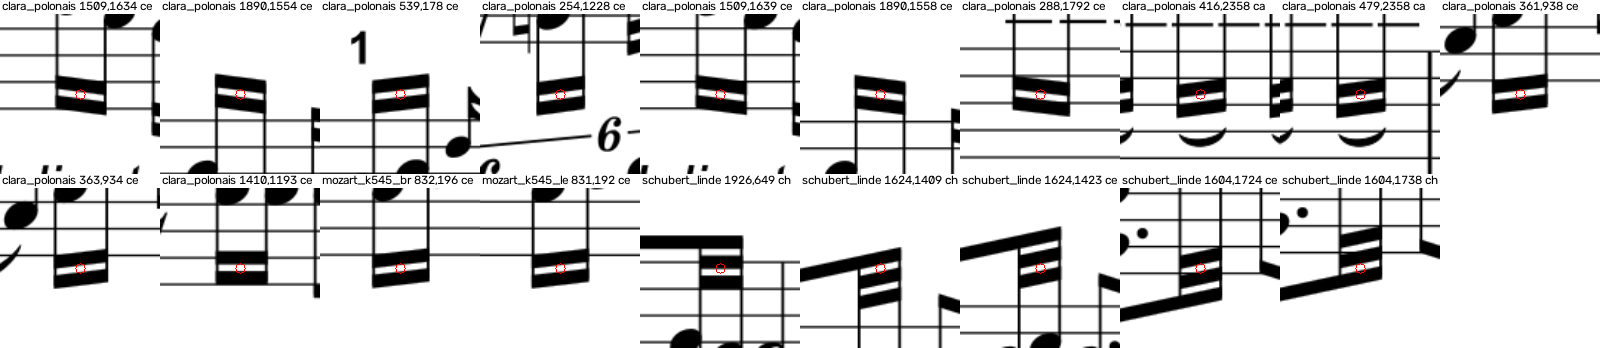 clara_polonais 1509,1634 ce clara_polonais 1890,1554 ce clara_polonais 539,178 ce clara_polonais 254,1228 ce clara_polonais 1509,1639 ce clara_polonais 1890,1558 ce clara_polonais 288,1792 ce clara_polonais 416,2358 ca clara_polonais 479,2358 ca clara_polonais 361,938 ce
1
6
clara_polonais 363,934 ce clara_polonais 1410,1193 ce mozart_k545_br 832,196 ce mozart_k545_le 831,192 ce schubert_linde 1926,649 ch schubert_linde 1624,1409 ch schubert_linde 1624,1423 ce schubert_linde 1604,1724 ce schubert_linde 1604,1738 ch